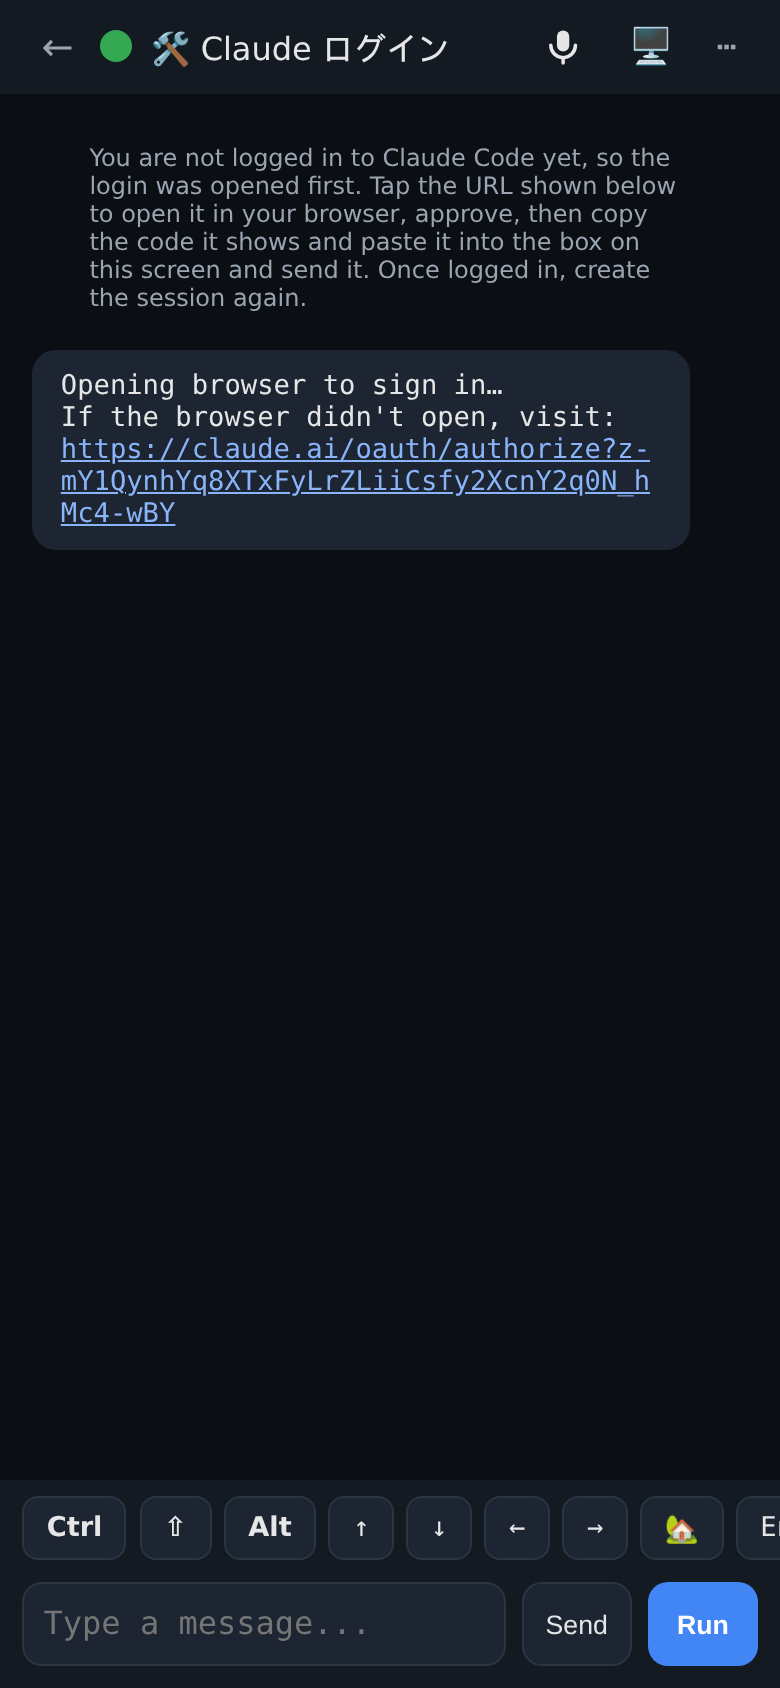 ← 🛠️ Claude ログイン 🎤 🖥️ ⋯
You are not logged in to Claude Code yet, so the
login was opened first. Tap the URL shown below
to open it in your browser, approve, then copy
the code it shows and paste it into the box on
this screen and send it. Once logged in, create
the session again.
Opening browser to sign in…
If the browser didn't open, visit:
https://claude.ai/oauth/authorize?z-
mY1QynhYq8XTxFyLrZLiiCsfy2XcnY2q0N_h
Mc4-wBY
Ctrl ⇧ Alt ↑ ↓ ← → 🏡
Type a message... Send Run